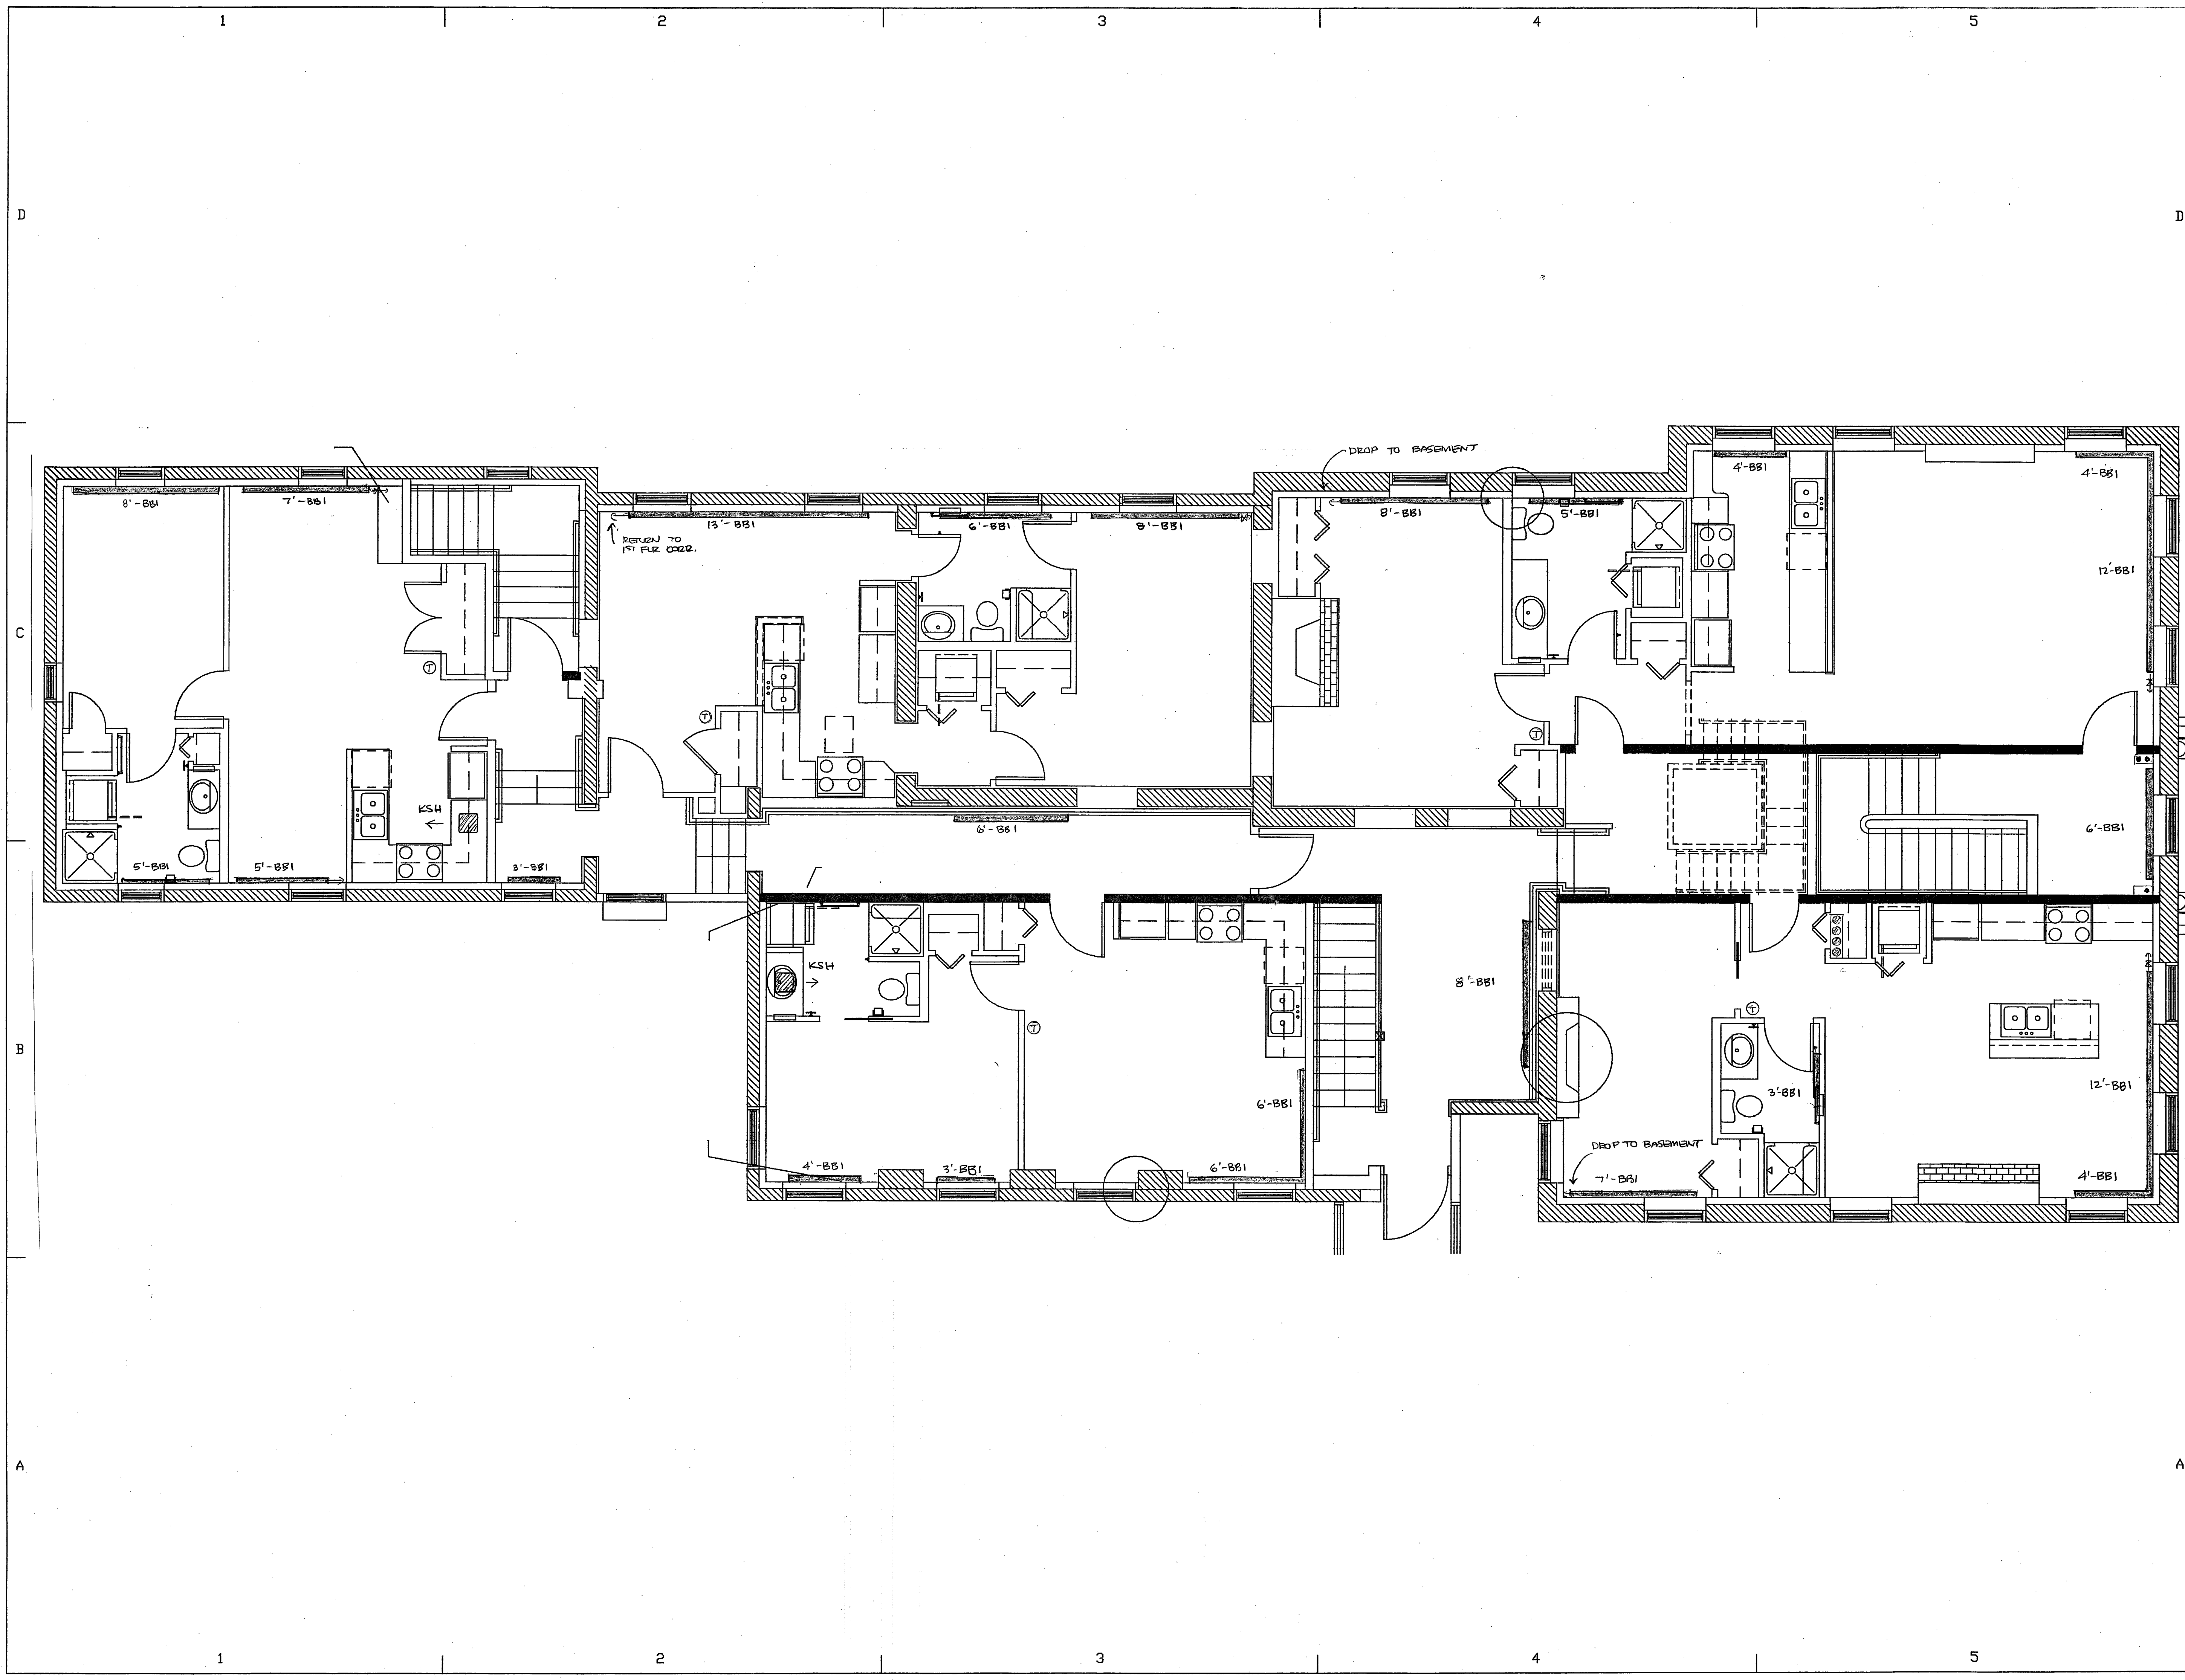 1 2 3 4 5
D D
DROP TO BASEMENT
4'-BB1 4'-BB1
8'-BB1 7'-BB1
13'-BB1 6'-BB1 8'-BB1
8'-BB1 5'-BB1
RETURN TO
1ST FLR CORR.
12'-BB1
C
T
T
T
KSH
6'-BB1 6'-BB1
5'-BB1 5'-BB1 3'-BB1
KSH
8'-BB1
T
T
B
12'-BB1
3'-BB1
6'-BB1
DROP TO BASEMENT
4'-BB1 3'-BB1 6'-BB1
7'-BB1 4'-BB1
A A
1 2 3 4 5